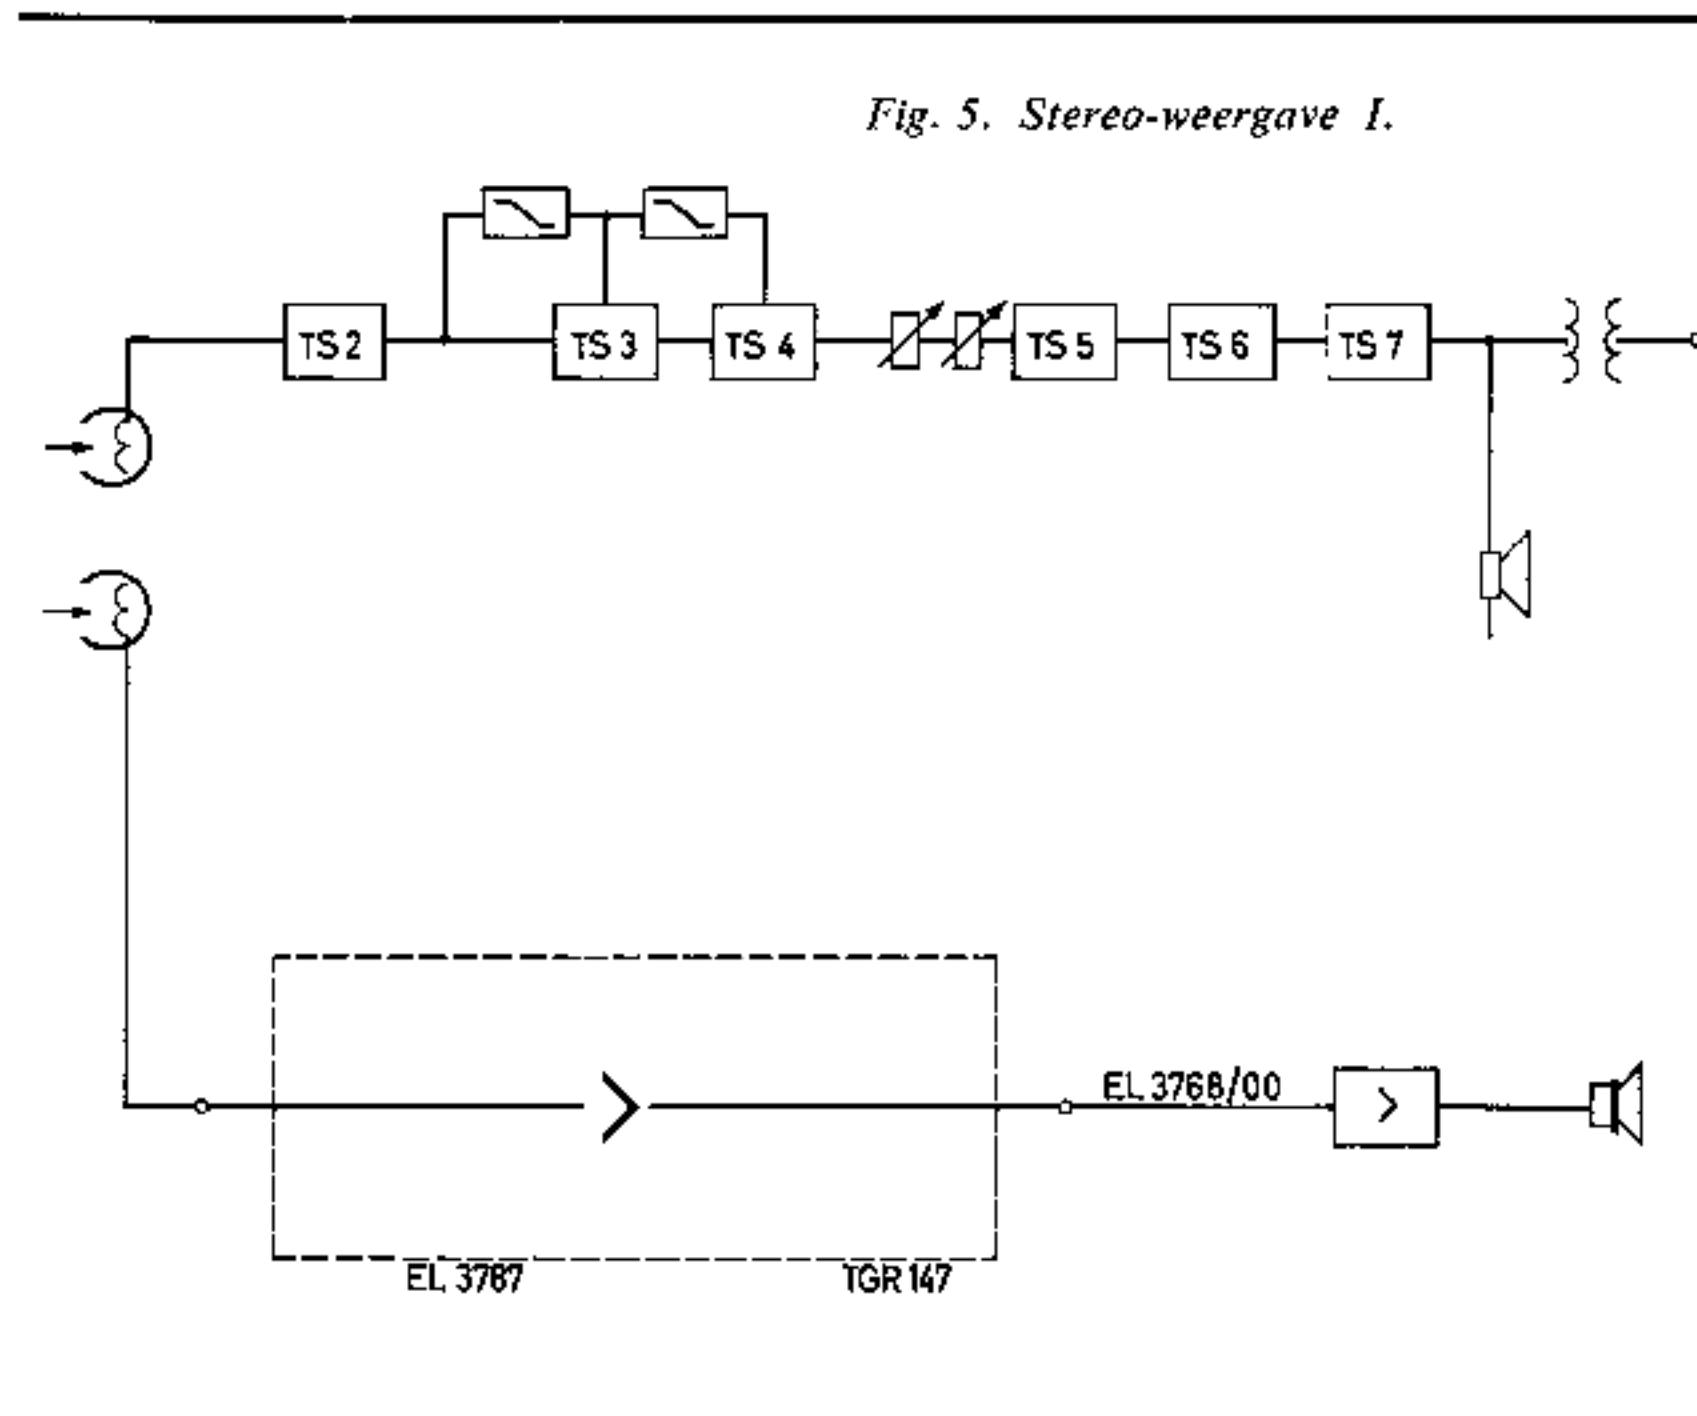 Fig. 5. Stereo-weergave I.
TS 2
TS 3
TS 4
TS 5
TS 6
TS 7
EL 3768/00
EL 3787
TGR 147